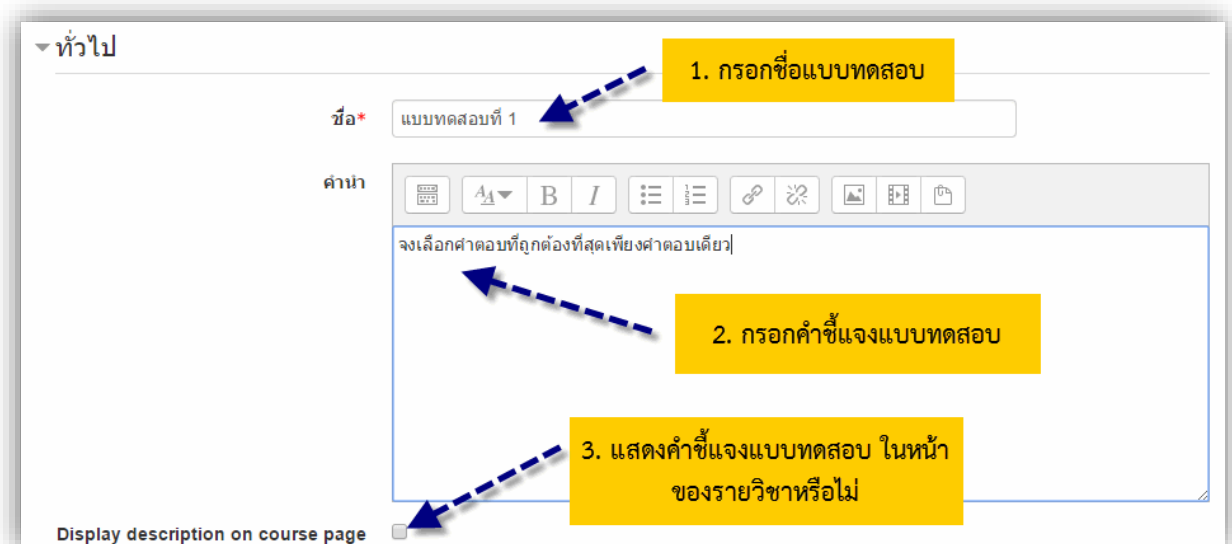 ทั่วไป
1. กรอกชื่อแบบทดสอบ
ชื่อ*
แบบทดสอบที่ 1
คำนำ
B I
จงเลือกคำตอบที่ถูกต้องที่สุดเพียงคำตอบเดียว
2. กรอกคำชี้แจงแบบทดสอบ
3. แสดงคำชี้แจงแบบทดสอบ ในหน้า
ของรายวิชาหรือไม่
Display description on course page